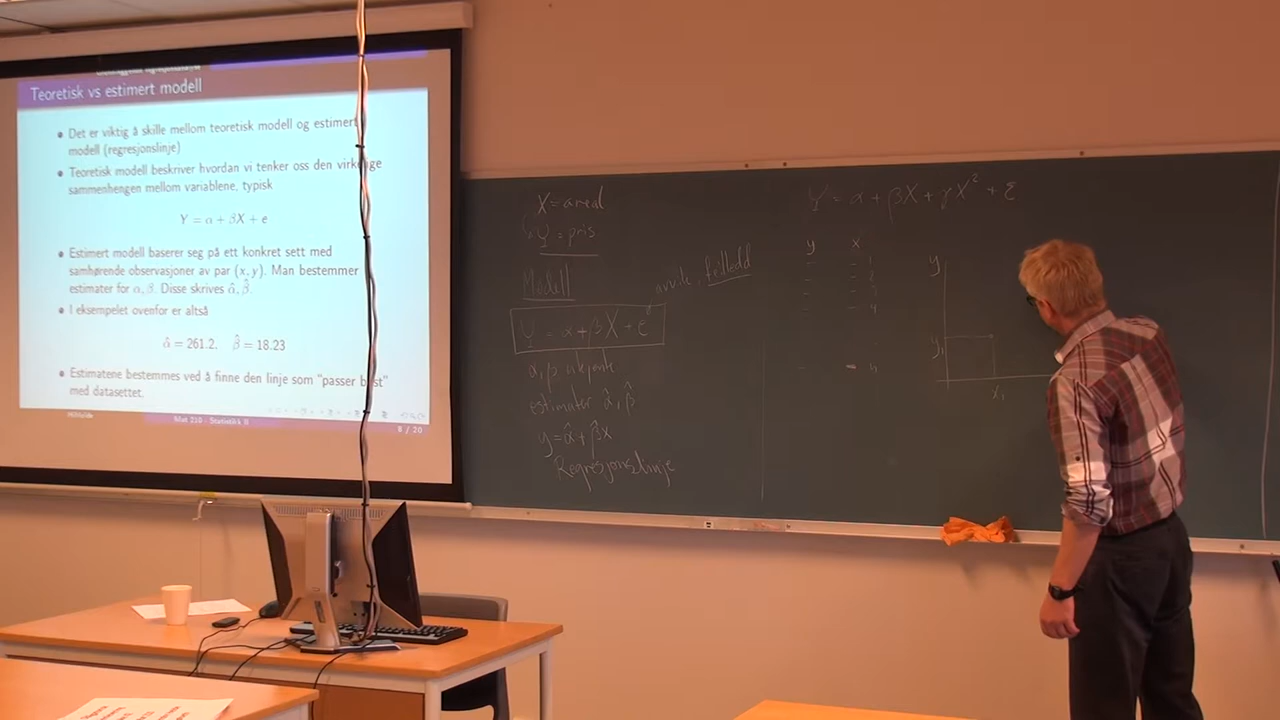 Teoretisk vs estimert modell
Det er viktig å skille mellom teoretisk modell og estimert
modell (regresjonslinje)
Teoretisk modell beskriver hvordan vi tenker oss den virkelige
sammenhengen mellom variablene, typisk
Y = α + βX + e
Estimert modell baserer seg på ett konkret sett med
samhørende observasjoner av par (x, y). Man bestemmer
estimater for α, β. Disse skrives α̂, β̂.
I eksempelet ovenfor er altså
α̂ = 261.2, β̂ = 18.23
Estimatene bestemmes ved å finne den linje som "passer best"
med datasettet.
Mat 210 - Statistikk II
8 / 20
X = areal
Y = pris
Modell
avvik, feilledd
Y = α + βX + ε
α, β ukjente
estimater α̂, β̂
y = α̂ + β̂x
Regresjonslinje
Y = α + βX + γX² + ε
y x
1
2
3
4
n
y
y₁
x₁